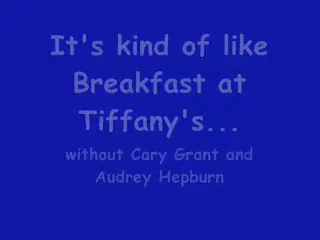 It's kind of like
Breakfast at
Tiffany's...
without Cary Grant and
Audrey Hepburn